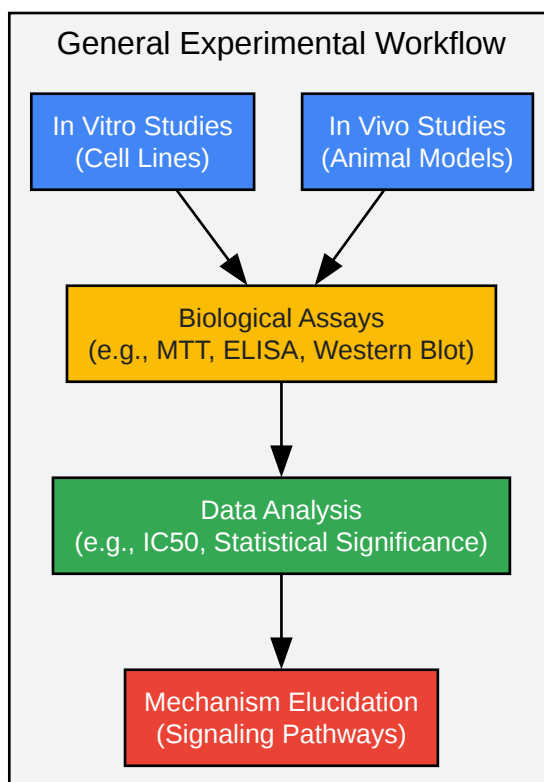 General Experimental Workflow
In Vitro Studies
(Cell Lines)
In Vivo Studies
(Animal Models)
Biological Assays
(e.g., MTT, ELISA, Western Blot)
Data Analysis
(e.g., IC50, Statistical Significance)
Mechanism Elucidation
(Signaling Pathways)